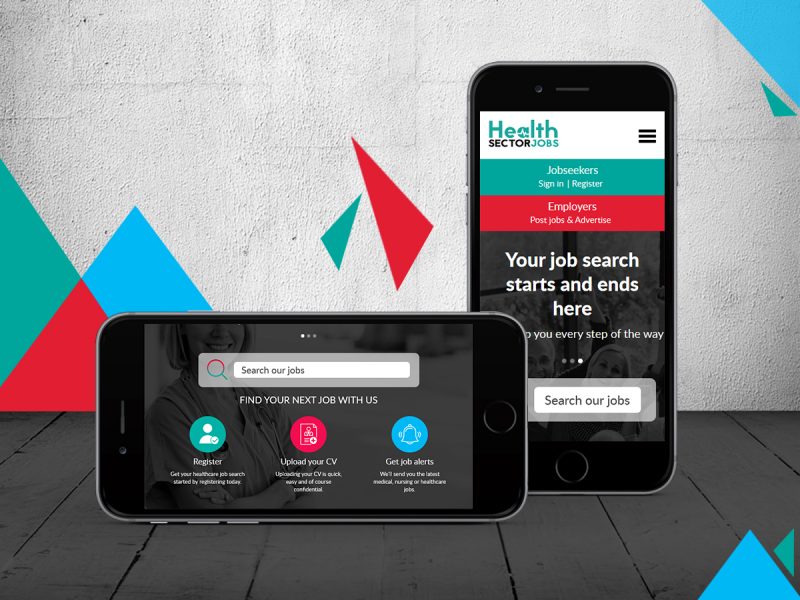 Health
SECTORJOBS
Jobseekers
Sign in | Register
Employers
Post jobs & Advertise
Your job search
starts and ends
here
you every step of the way
Search our jobs
Search our jobs
FIND YOUR NEXT JOB WITH US
Register
Get your healthcare job search
started by registering today.
Upload your CV
Uploading your CV is quick,
easy and of course
confidential.
Get job alerts
We'll send you the latest
medical, nursing or healthcare
jobs.